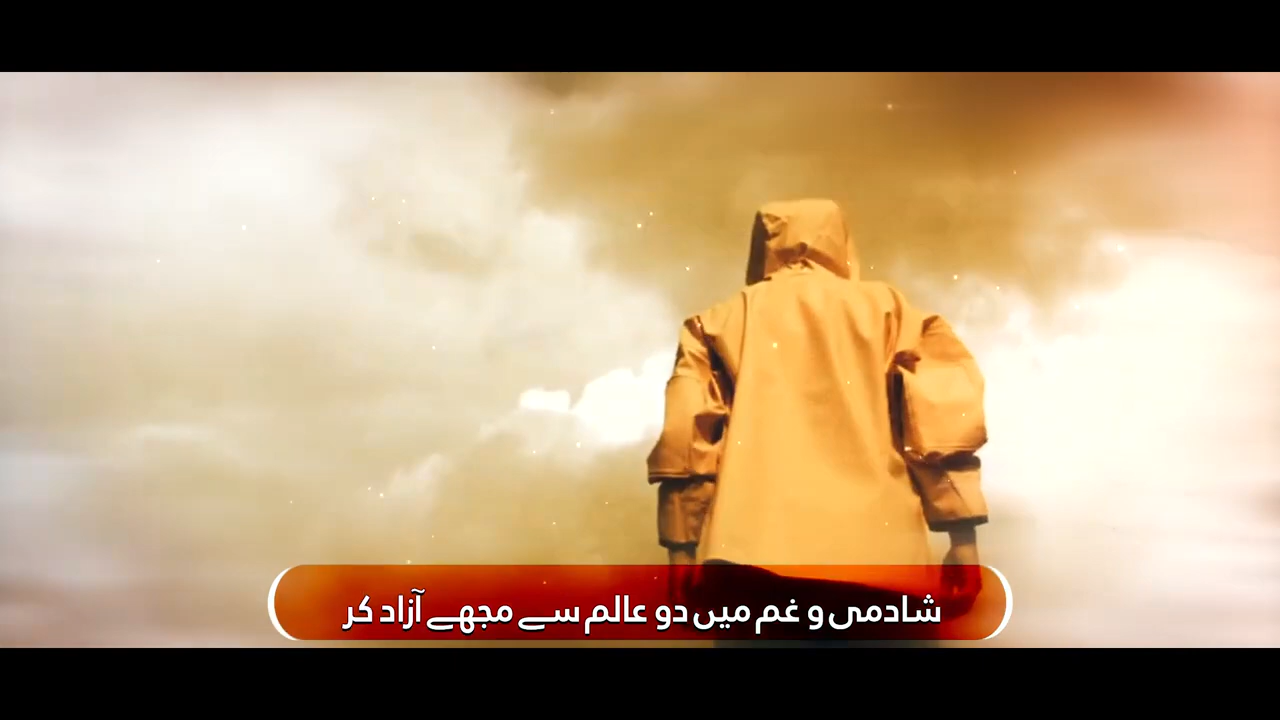 شادمی و غم میں دو عالم سے مجھے آزاد کر